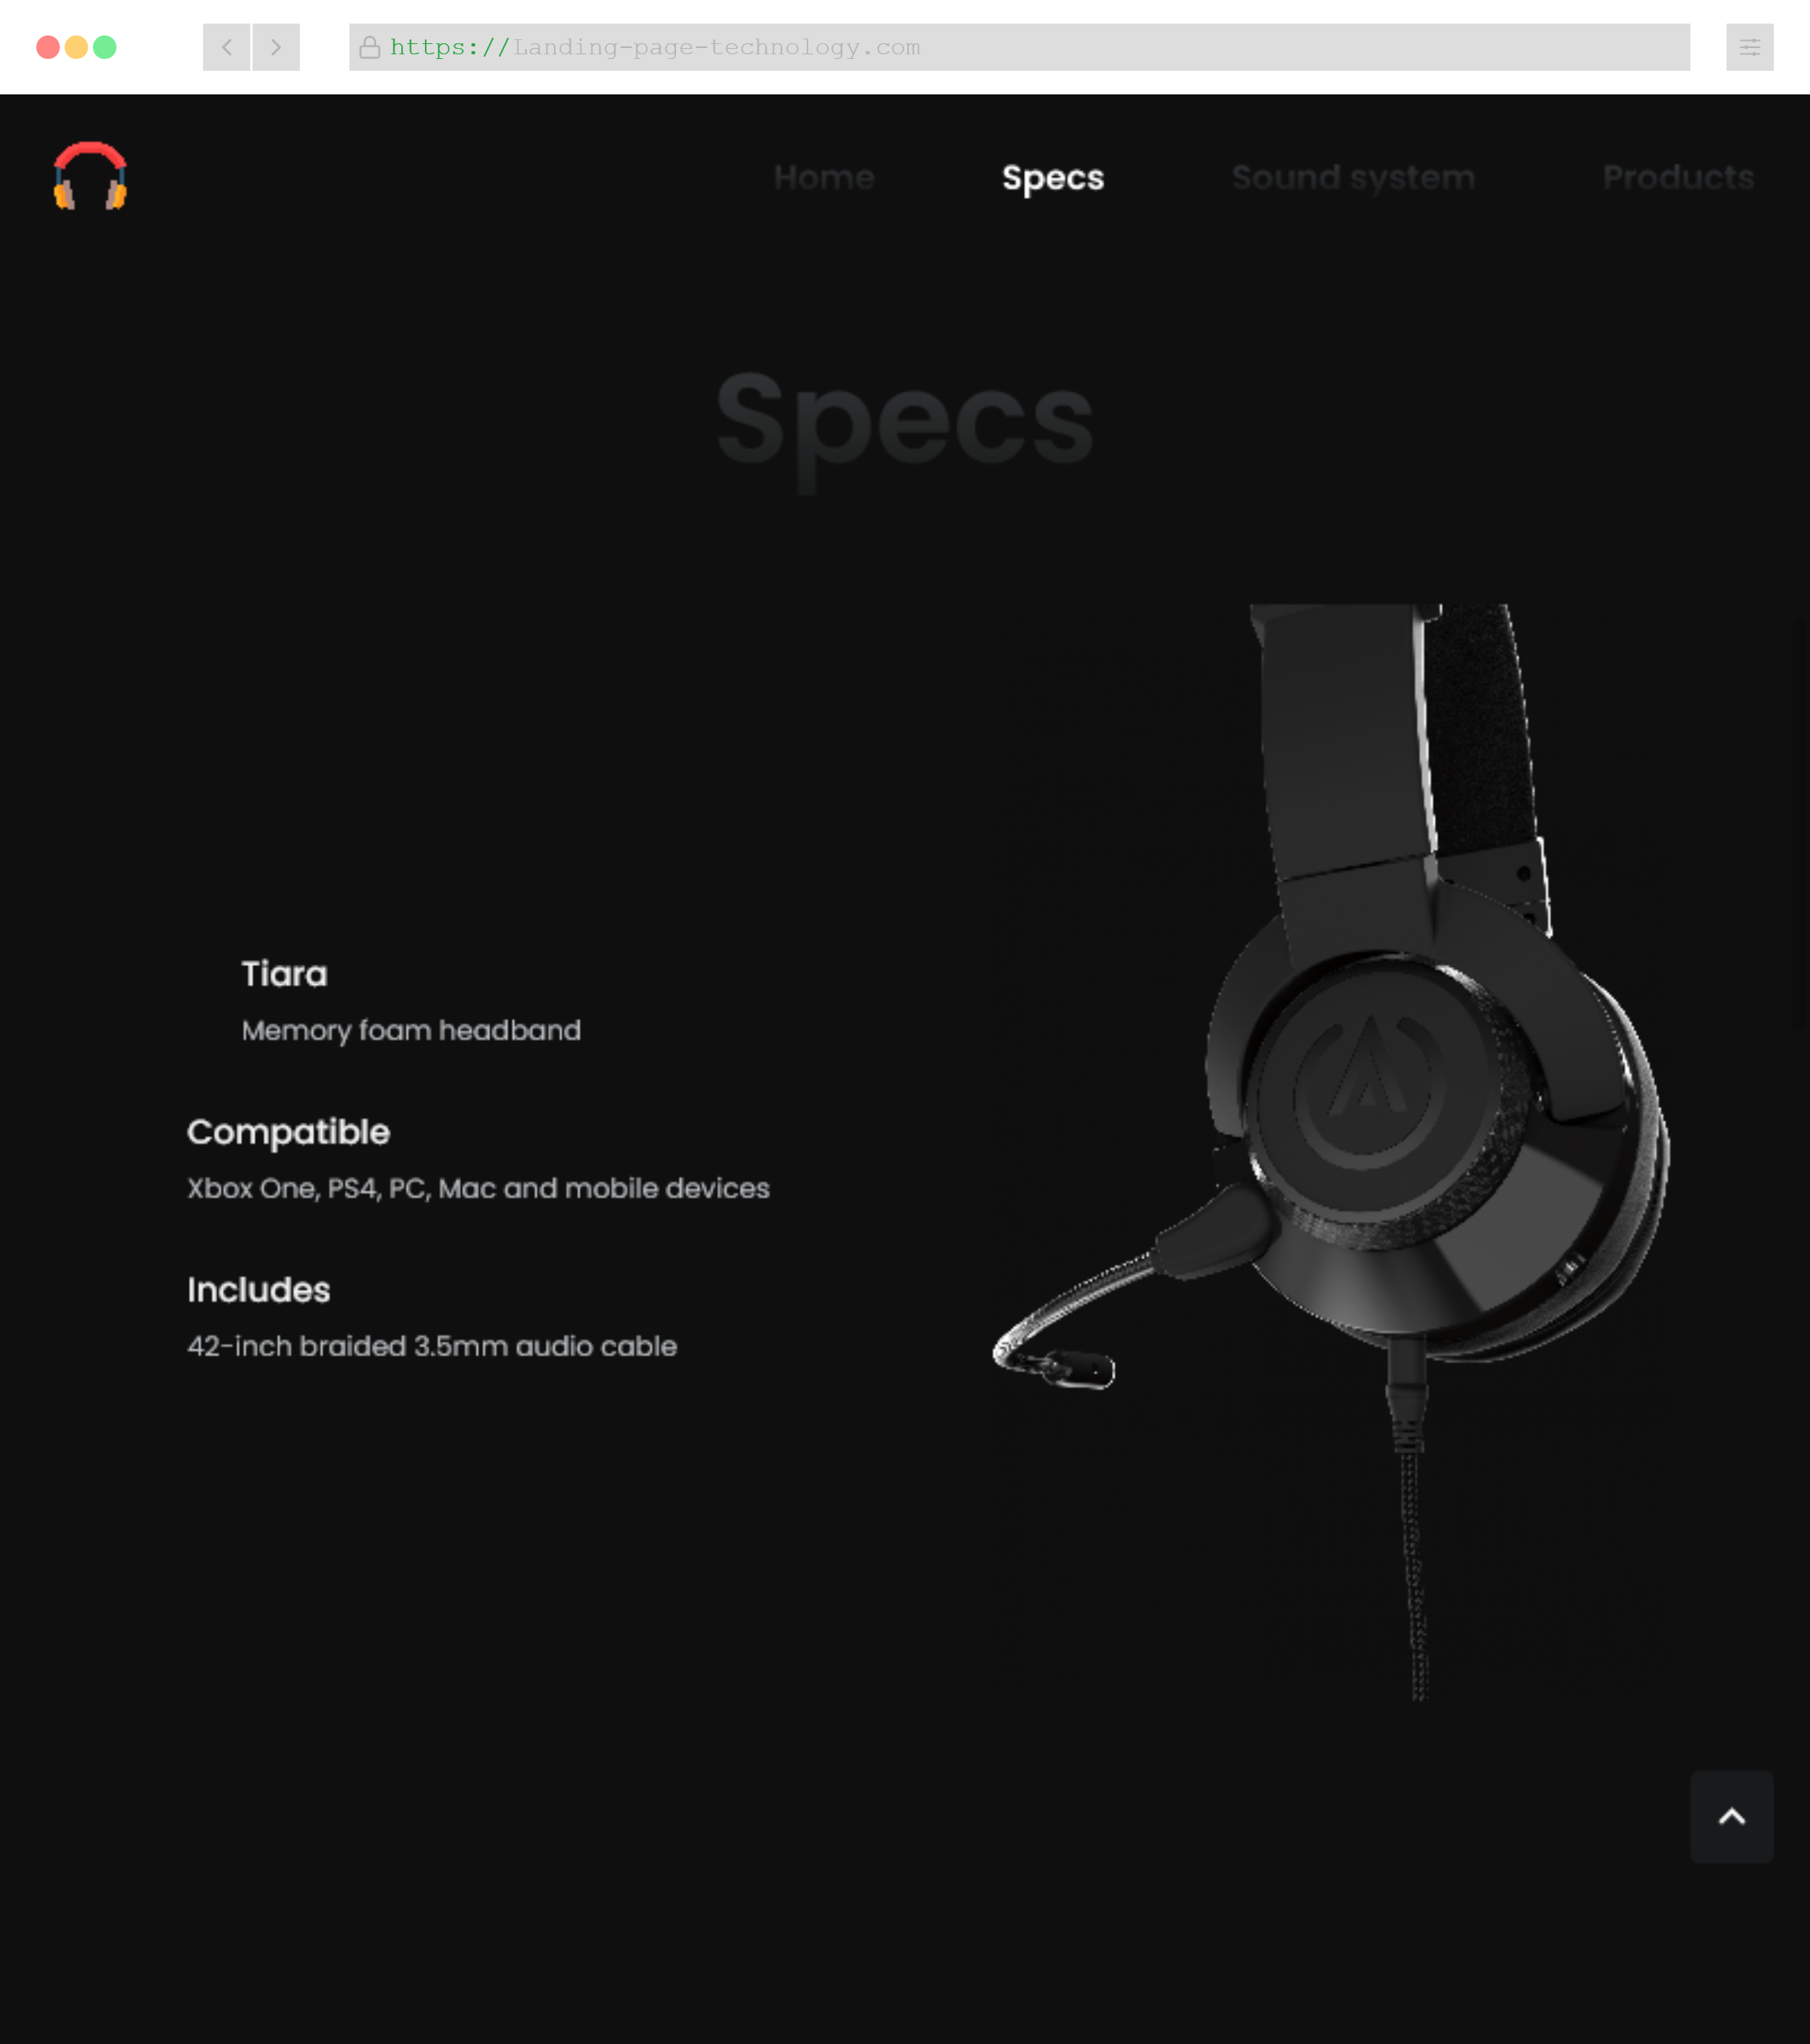 https://Landing-page-technology.com
Home Specs Sound system Products
Specs
Tiara
Memory foam headband
Compatible
Xbox One, PS4, PC, Mac and mobile devices
Includes
42-inch braided 3.5mm audio cable